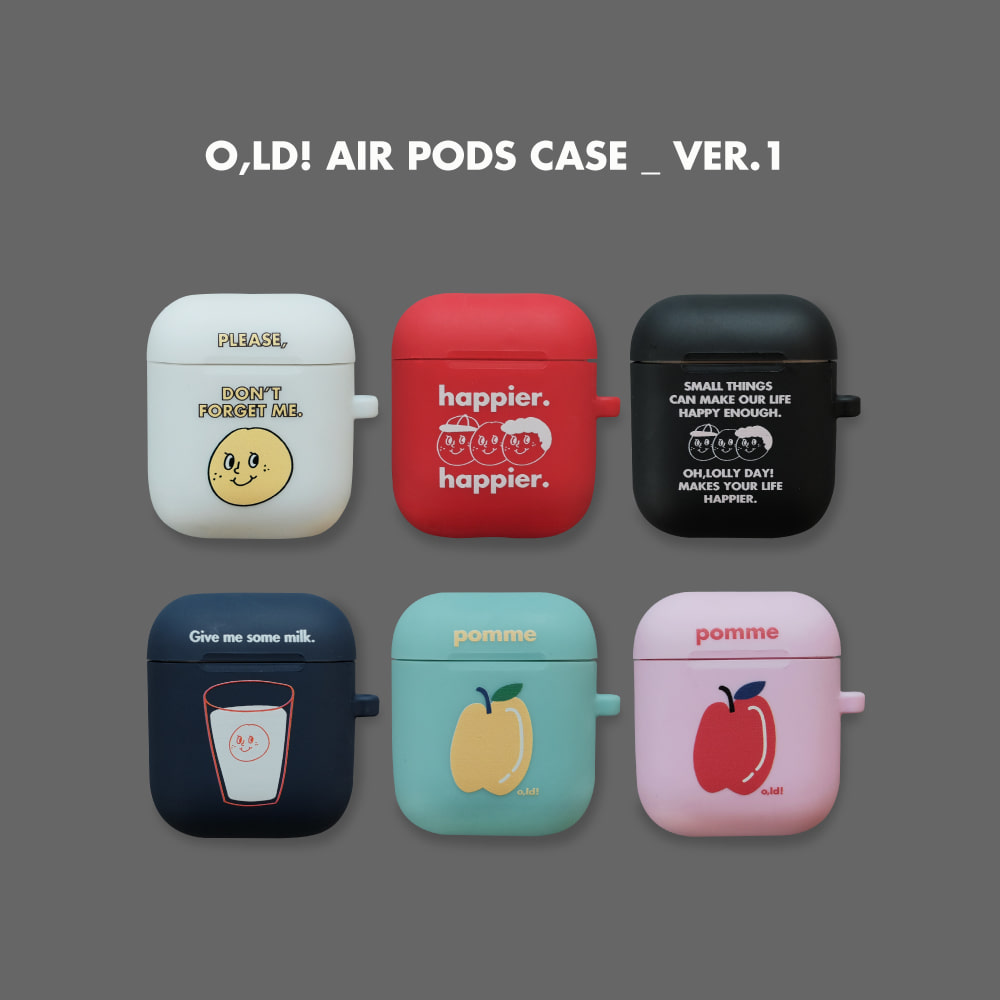 O,LD! AIR PODS CASE _ VER.1
PLEASE,
DON'T
FORGET ME.
happier.
happier.
SMALL THINGS
CAN MAKE OUR LIFE
HAPPY ENOUGH.
OH,LOLLY DAY!
MAKES YOUR LIFE
HAPPIER.
Give me some milk.
pomme
o,ld!
pomme
o,ld!